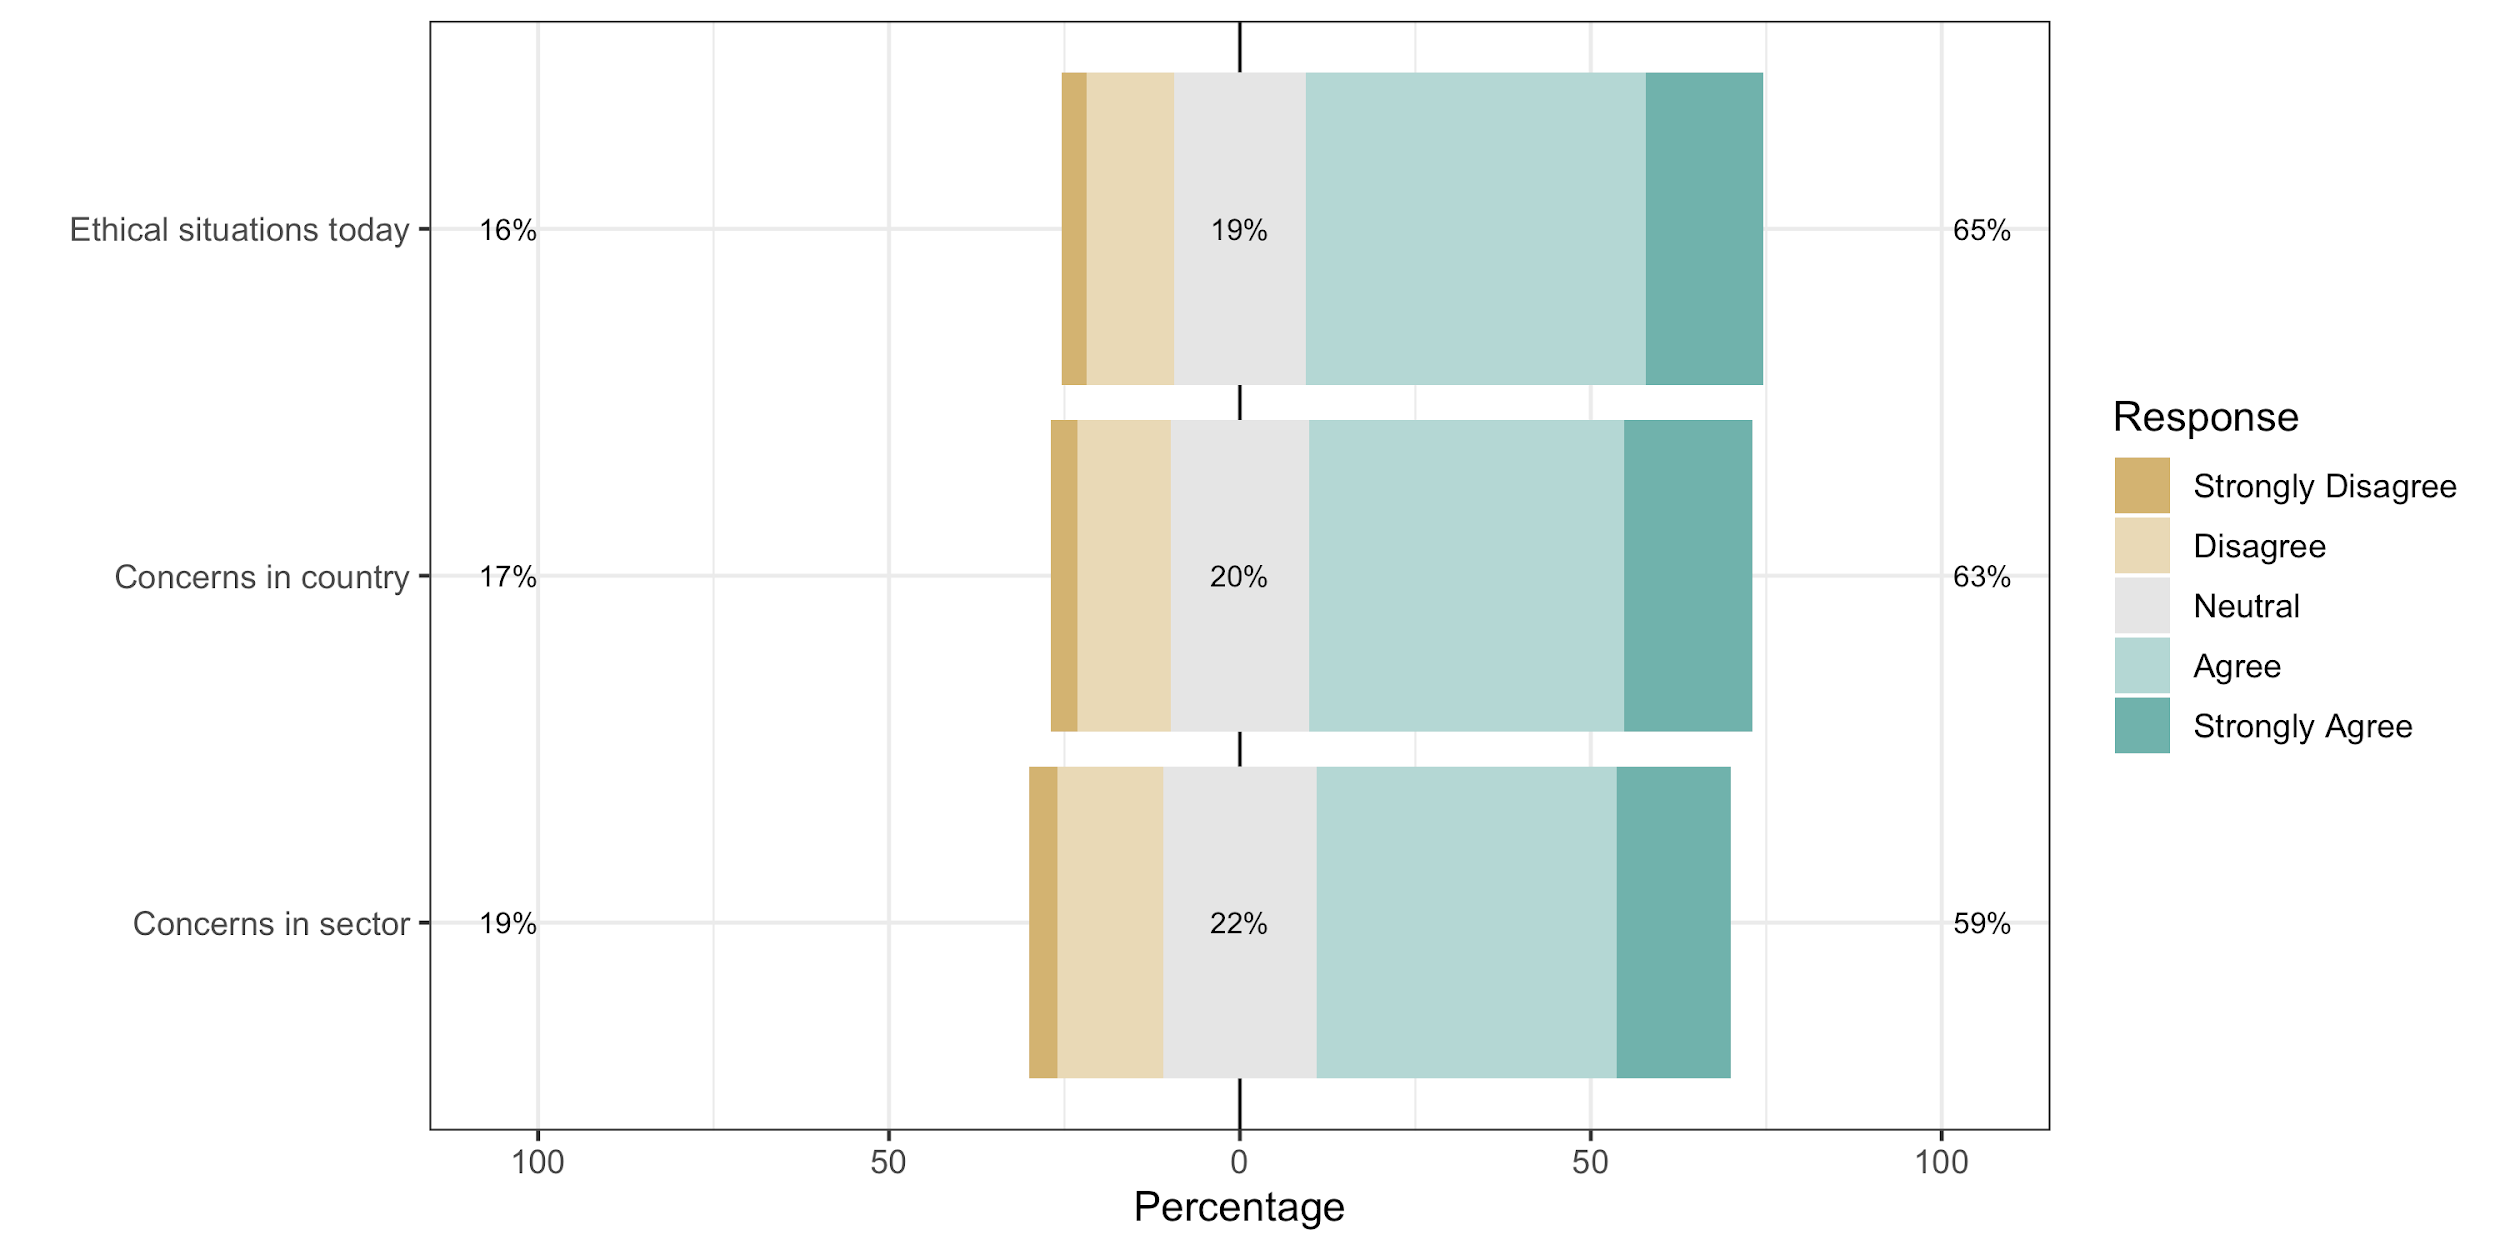 Ethical situations today 16% 19% 65%
Concerns in country 17% 20% 63%
Concerns in sector 19% 22% 59%
100 50 0 50 100
Percentage
Response
Strongly Disagree
Disagree
Neutral
Agree
Strongly Agree